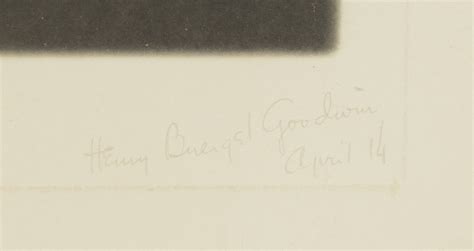 Henry Buergel Goodwin,
April 14